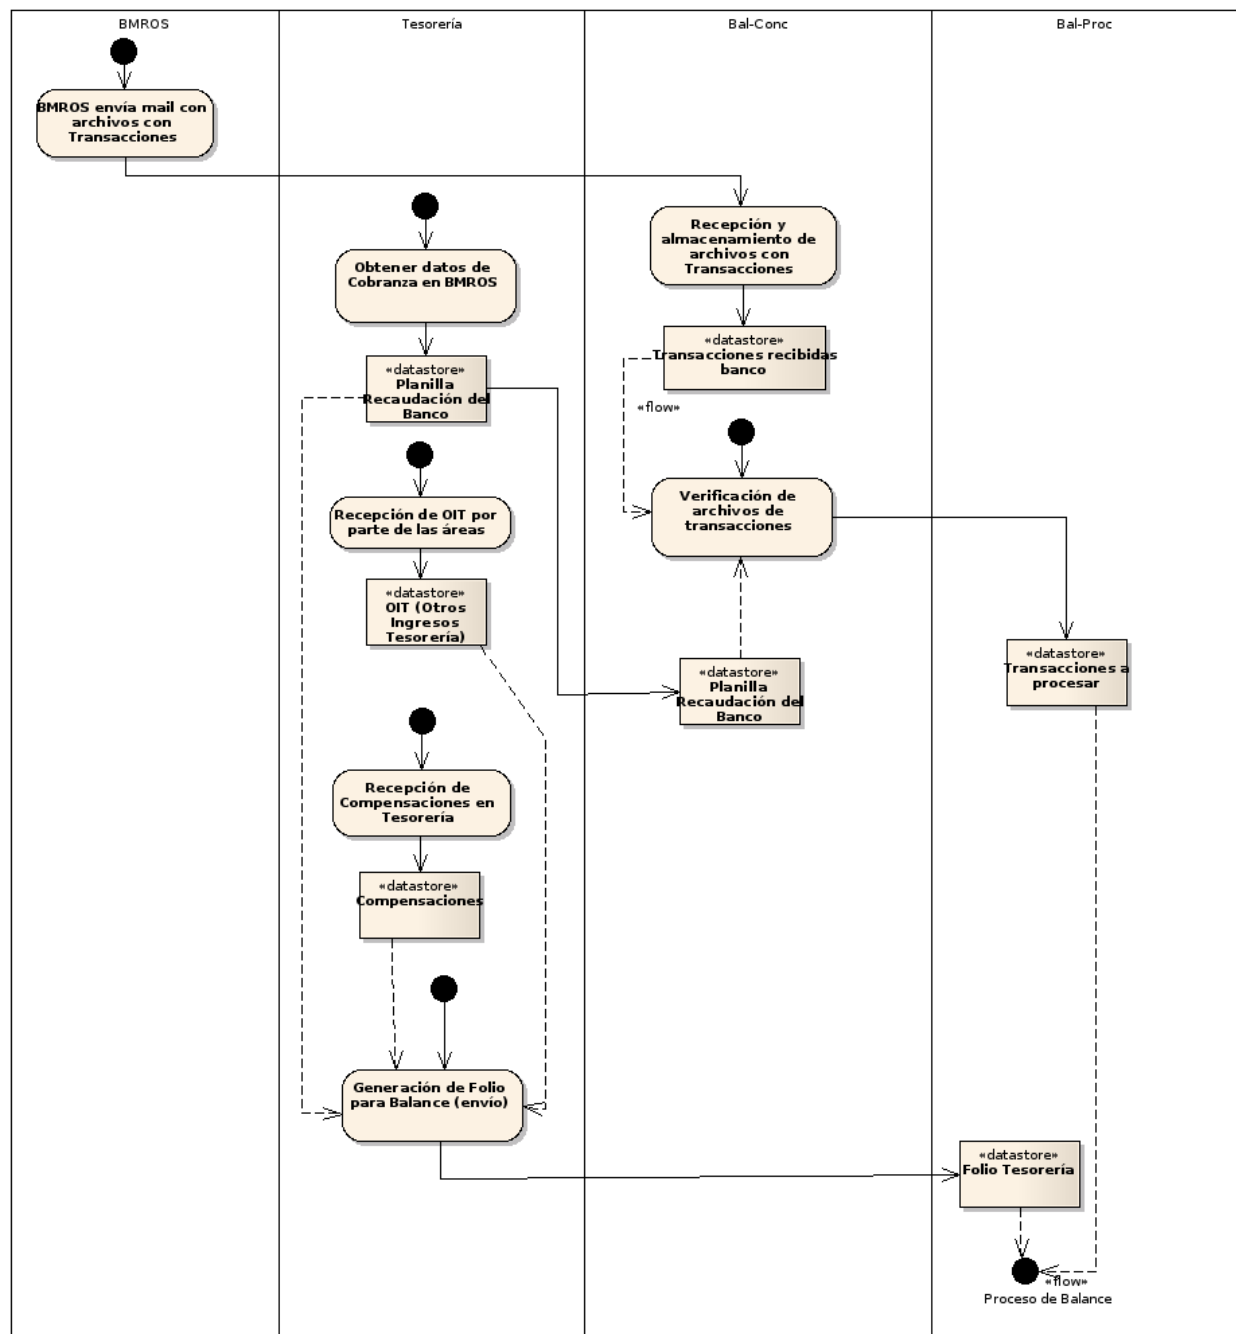 BMROS
Tesorería
Bal-Conc
Bal-Proc
BMROS envía mail con
archivos con
Transacciones
Recepción y
almacenamiento de
archivos con
Transacciones
Obtener datos de
Cobranza en BMROS
«datastore»
Transacciones recibidas
banco
«datastore»
Planilla
Recaudación del
Banco
«flow»
Verificación de
archivos de
transacciones
Recepción de OIT por
parte de las áreas
«datastore»
OIT (Otros
Ingresos
Tesorería)
«datastore»
Transacciones a
procesar
«datastore»
Planilla
Recaudación del
Banco
Recepción de
Compensaciones en
Tesorería
«datastore»
Compensaciones
Generación de Folio
para Balance (envío)
«datastore»
Folio Tesorería
«flow»
Proceso de Balance